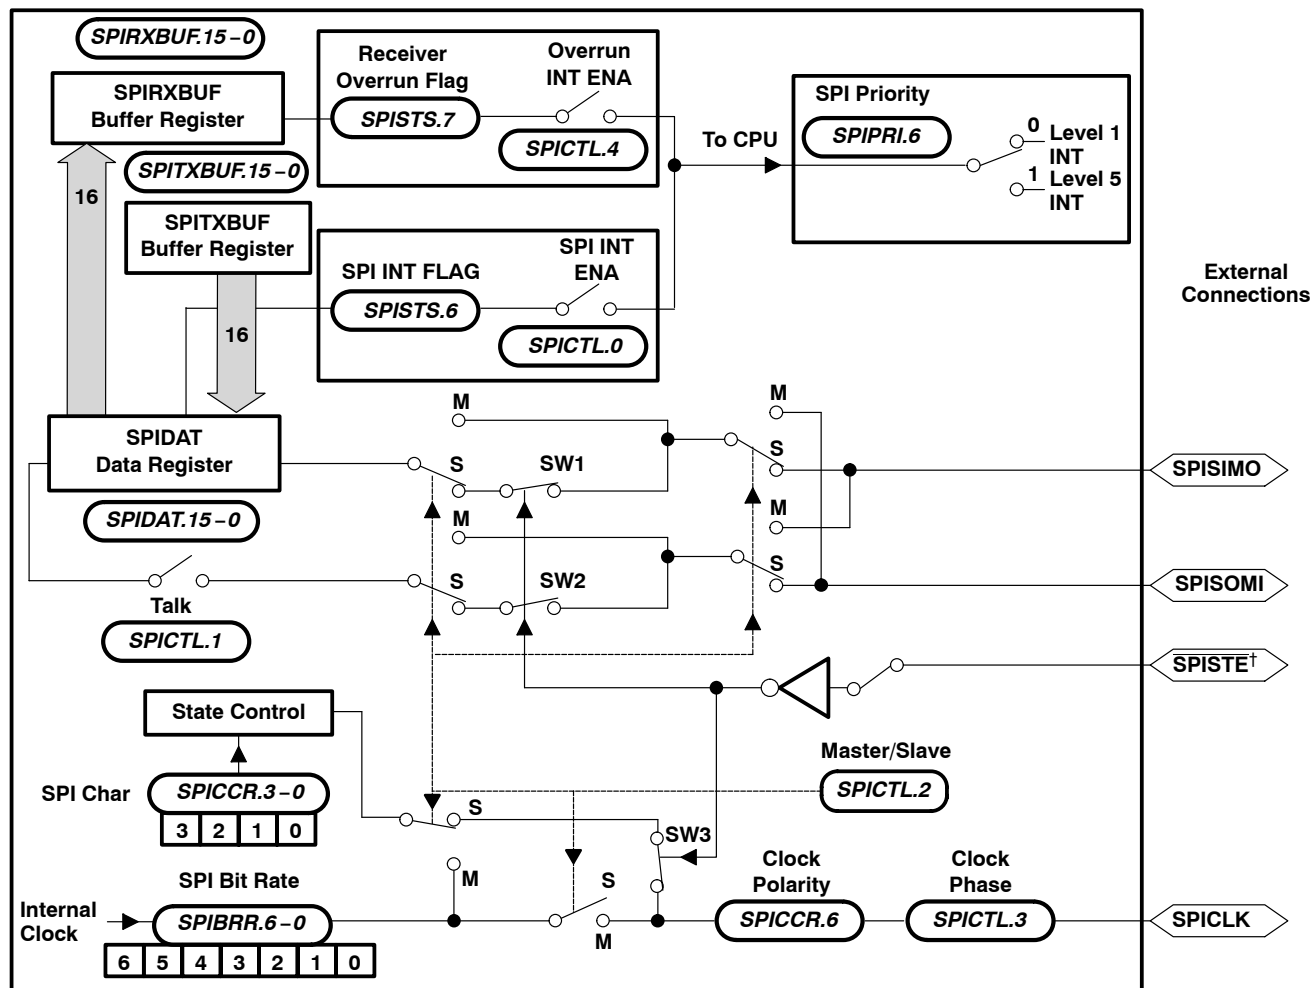 SPIRXBUF.15−0
SPIRXBUF
Buffer Register
Receiver
Overrun Flag
SPISTS.7
Overrun
INT ENA
SPICTL.4
To CPU
SPI Priority
SPIPRI.6
0
Level 1
INT
1
Level 5
INT
16
SPITXBUF.15−0
SPITXBUF
Buffer Register
16
SPI INT FLAG
SPISTS.6
SPI INT
ENA
SPICTL.0
External
Connections
SPIDAT
Data Register
SPIDAT.15−0
M
S
SW1
M
S
SPISIMO
M
S
SW2
M
S
SPISOMI
Talk
SPICTL.1
SPISTE†
State Control
SPI Char
SPICCR.3−0
3 2 1 0
Master/Slave
SPICTL.2
S
SW3
M
S
M
SPI Bit Rate
Internal
Clock
SPIBRR.6−0
6 5 4 3 2 1 0
Clock
Polarity
SPICCR.6
Clock
Phase
SPICTL.3
SPICLK